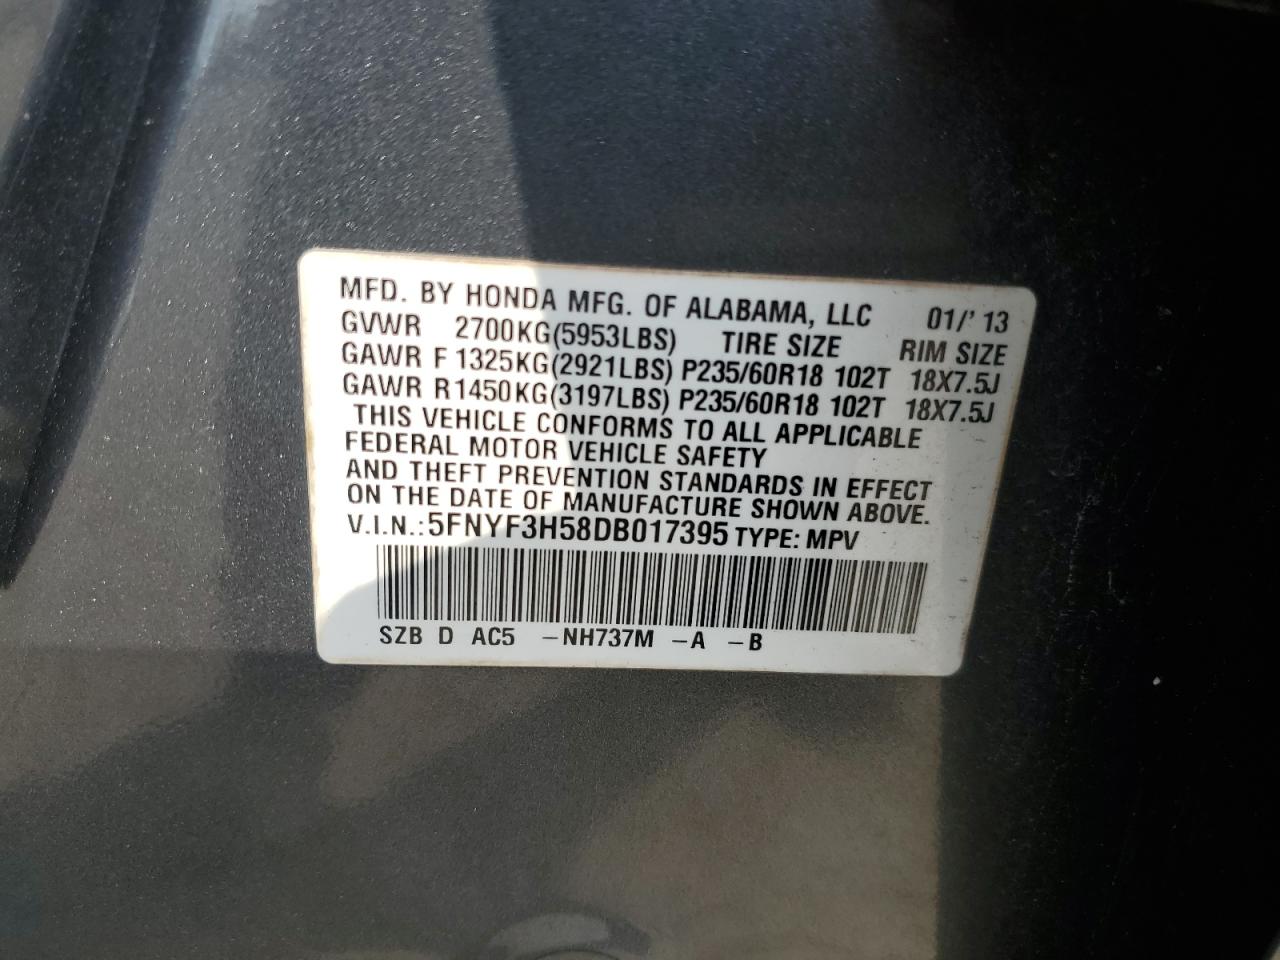 MFD. BY HONDA MFG. OF ALABAMA, LLC 01/'13
GVWR 2700KG(5953LBS) TIRE SIZE RIM SIZE
GAWR F 1325KG(2921LBS) P235/60R18 102T 18X7.5J
GAWR R1450KG(3197LBS) P235/60R18 102T 18X7.5J
THIS VEHICLE CONFORMS TO ALL APPLICABLE
FEDERAL MOTOR VEHICLE SAFETY
AND THEFT PREVENTION STANDARDS IN EFFECT
ON THE DATE OF MANUFACTURE SHOWN ABOVE.
V.I.N.:5FNYF3H58DB017395 TYPE: MPV
SZB D AC5 –NH737M –A –B